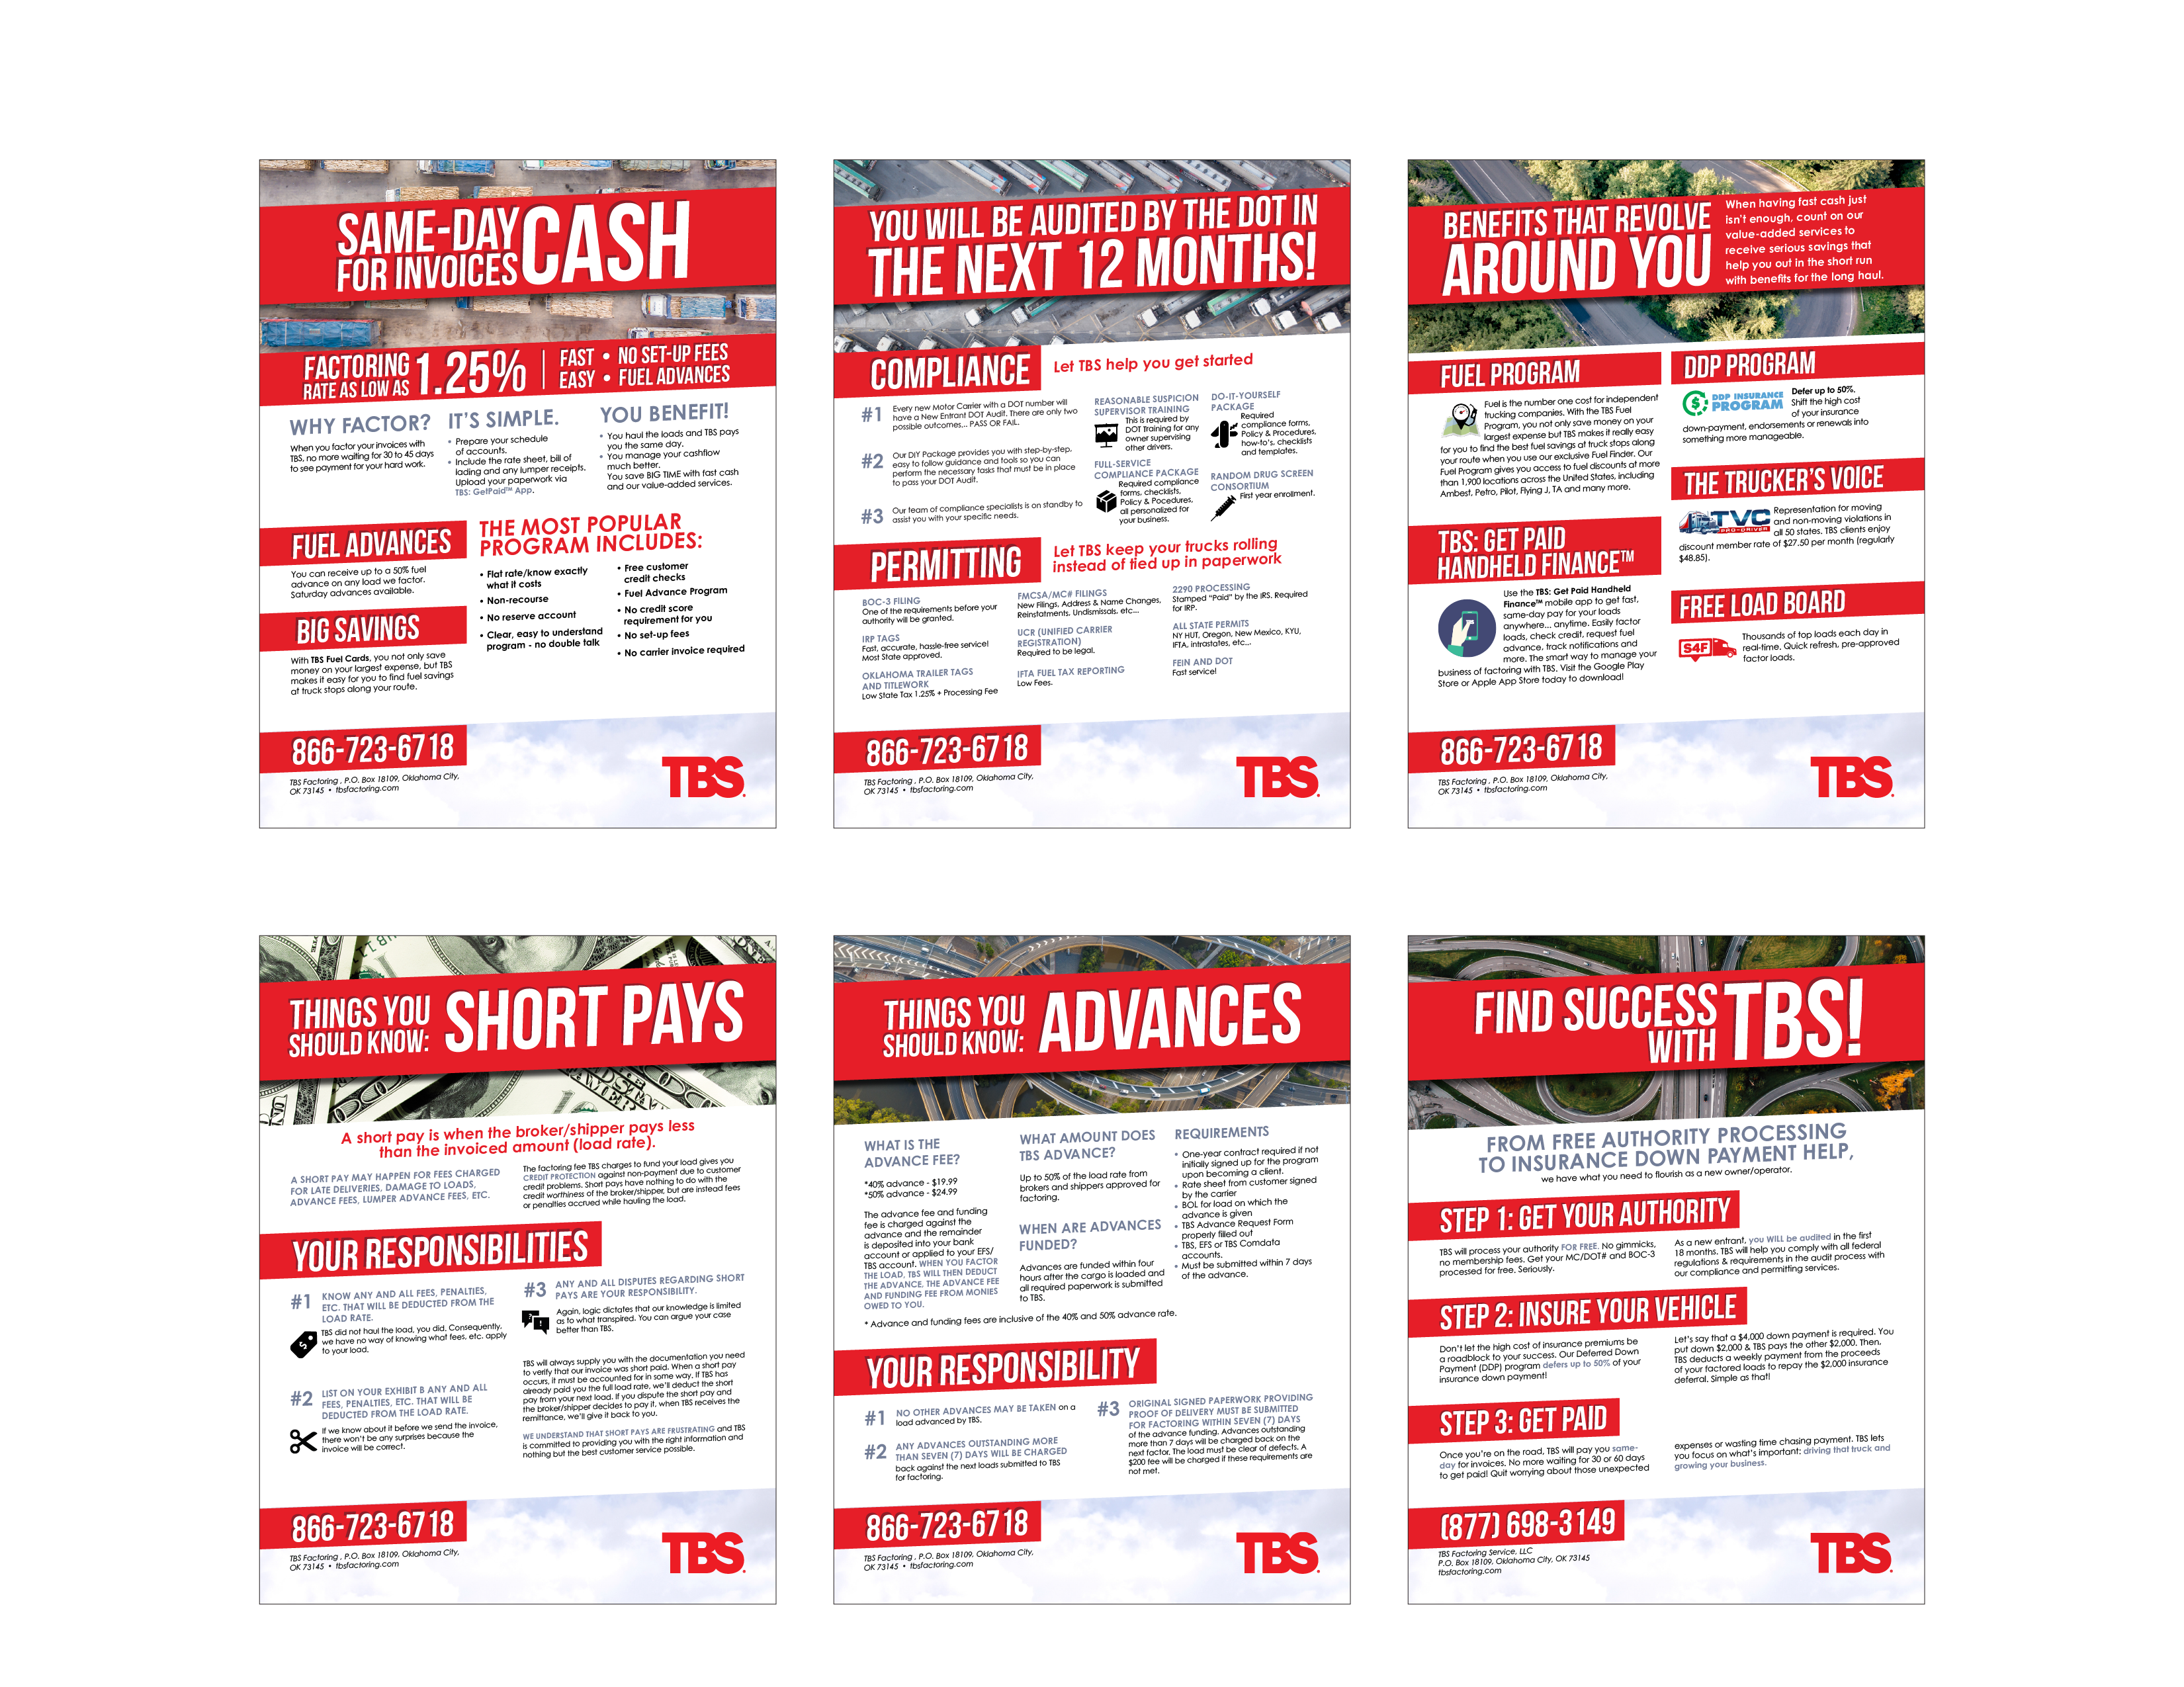 SAME-DAY CASH
FOR INVOICES
FACTORING
RATE AS LOW AS 1.25%
FAST • NO SET-UP FEES
EASY • FUEL ADVANCES
WHY FACTOR?
When you factor your invoices with
TBS, no more waiting for 30 to 45 days
to see payment for your hard work.
IT'S SIMPLE.
• Prepare your schedule
of accounts.
• Include the rate sheet, bill of
lading and any lumper receipts.
Upload your paperwork via
TBS: GetPaid™ App.
YOU BENEFIT!
• You haul the loads and TBS pays
you the same day.
• You manage your cashflow
much better.
You save BIG TIME with fast cash
and our value-added services.
FUEL ADVANCES
You can receive up to a 50% fuel
advance on any load we factor.
Saturday advances available.
BIG SAVINGS
With TBS Fuel Cards, you not only save
money on your largest expense, but TBS
makes it easy for you to find fuel savings
at truck stops along your route.
THE MOST POPULAR
PROGRAM INCLUDES:
• Flat rate/know exactly
what it costs
• Non-recourse
• No reserve account
• Clear, easy to understand
program - no double talk
• Free customer
credit checks
• Fuel Advance Program
• No credit score
requirement for you
• No set-up fees
• No carrier invoice required
866-723-6718
TBS Factoring , P.O. Box 18109, Oklahoma City,
OK 73145 • tbsfactoring.com
TBS
YOU WILL BE AUDITED BY THE DOT IN
THE NEXT 12 MONTHS!
COMPLIANCE
Let TBS help you get started
#1
Every new Motor Carrier with a DOT number will
have a New Entrant DOT Audit. There are only two
possible outcomes... PASS OR FAIL.
#2
Our DIY Package provides you with step-by-step,
easy to follow guidance and tools so you can
perform the necessary tasks that must be in place
to pass your DOT Audit.
#3
Our team of compliance specialists is on standby to
assist you with your specific needs.
REASONABLE SUSPICION
SUPERVISOR TRAINING
This is required by
DOT Training for any
owner supervising
other drivers.
FULL-SERVICE
COMPLIANCE PACKAGE
Required compliance
forms, checklists,
Policy & Pocedures,
all personalized for
your business.
DO-IT-YOURSELF
PACKAGE
Required
compliance forms,
Policy & Procedures,
how-to's, checklists
and templates.
RANDOM DRUG SCREEN
CONSORTIUM
First year enrollment.
PERMITTING
Let TBS keep your trucks rolling
instead of tied up in paperwork
BOC-3 FILING
One of the requirements before your
authority will be granted.
IRP TAGS
Fast, accurate, hassle-free service!
Most State approved.
OKLAHOMA TRAILER TAGS
AND TITLEWORK
Low State Tax 1.25% + Processing Fee
FMCSA/MC# FILINGS
New Filings, Address & Name Changes,
Reinstatments, Undismissals, etc...
UCR (UNIFIED CARRIER
REGISTRATION)
Required to be legal.
IFTA FUEL TAX REPORTING
Low Fees.
2290 PROCESSING
Stamped "Paid" by the IRS. Required
for IRP.
ALL STATE PERMITS
NY HUT, Oregon, New Mexico, KYU,
IFTA, Intrastates, etc...
FEIN AND DOT
Fast service!
866-723-6718
TBS Factoring , P.O. Box 18109, Oklahoma City,
OK 73145 • tbsfactoring.com
TBS
BENEFITS THAT REVOLVE
AROUND YOU
When having fast cash just
isn't enough, count on our
value-added services to
receive serious savings that
help you out in the short run
with benefits for the long haul.
FUEL PROGRAM
Fuel is the number one cost for independent
trucking companies. With the TBS Fuel
Program, you not only save money on your
largest expense but TBS makes it really easy
for you to find the best fuel savings at truck stops along
your route when you use our exclusive Fuel Finder. Our
Fuel Program gives you access to fuel discounts at more
than 1,900 locations across the United States, including
Ambest, Petro, Pilot, Flying J, TA and many more.
TBS: GET PAID
HANDHELD FINANCE™
Use the TBS: Get Paid Handheld
Finance™ mobile app to get fast,
same-day pay for your loads
anywhere... anytime. Easily factor
loads, check credit, request fuel
advance, track notifications and
more. The smart way to manage your
business of factoring with TBS. Visit the Google Play
Store or Apple App Store today to download!
DDP PROGRAM
DDP INSURANCE
PROGRAM
Defer up to 50%.
Shift the high cost
of your insurance
down-payment, endorsements or renewals into
something more manageable.
THE TRUCKER'S VOICE
TVC
PRO-DRIVER
Representation for moving
and non-moving violations in
all 50 states. TBS clients enjoy
discount member rate of $27.50 per month (regularly
$48.85).
FREE LOAD BOARD
S4F
Thousands of top loads each day in
real-time. Quick refresh, pre-approved
factor loads.
866-723-6718
TBS Factoring , P.O. Box 18109, Oklahoma City,
OK 73145 • tbsfactoring.com
TBS
THINGS YOU
SHOULD KNOW: SHORT PAYS
A short pay is when the broker/shipper pays less
than the invoiced amount (load rate).
A SHORT PAY MAY HAPPEN FOR FEES CHARGED
FOR LATE DELIVERIES, DAMAGE TO LOADS,
ADVANCE FEES, LUMPER ADVANCE FEES, ETC.
The factoring fee TBS charges to fund your load gives you
CREDIT PROTECTION against non-payment due to customer
credit problems. Short pays have nothing to do with the
credit worthiness of the broker/shipper, but are instead fees
or penalties accrued while hauling the load.
YOUR RESPONSIBILITIES
#1
KNOW ANY AND ALL FEES, PENALTIES,
ETC. THAT WILL BE DEDUCTED FROM THE
LOAD RATE.
TBS did not haul the load, you did. Consequently,
we have no way of knowing what fees, etc. apply
to your load.
#2
LIST ON YOUR EXHIBIT B ANY AND ALL
FEES, PENALTIES, ETC. THAT WILL BE
DEDUCTED FROM THE LOAD RATE.
If we know about it before we send the invoice,
there won't be any surprises because the
invoice will be correct.
#3
ANY AND ALL DISPUTES REGARDING SHORT
PAYS ARE YOUR RESPONSIBILITY.
Again, logic dictates that our knowledge is limited
as to what transpired. You can argue your case
better than TBS.
TBS will always supply you with the documentation you need
to verify that our invoice was short paid. When a short pay
occurs, it must be accounted for in some way. If TBS has
already paid you the full load rate, we'll deduct the short
pay from your next load. If you dispute the short pay and
the broker/shipper decides to pay it, when TBS receives the
remittance, we'll give it back to you.
WE UNDERSTAND THAT SHORT PAYS ARE FRUSTRATING and TBS
is committed to providing you with the right information and
nothing but the best customer service possible.
866-723-6718
TBS Factoring , P.O. Box 18109, Oklahoma City,
OK 73145 • tbsfactoring.com
TBS
THINGS YOU
SHOULD KNOW: ADVANCES
WHAT IS THE
ADVANCE FEE?
*40% advance - $19.99
*50% advance - $24.99
The advance fee and funding
fee is charged against the
advance and the remainder
is deposited into your bank
account or applied to your EFS/
TBS account. WHEN YOU FACTOR
THE LOAD, TBS WILL THEN DEDUCT
THE ADVANCE. THE ADVANCE FEE
AND FUNDING FEE FROM MONIES
OWED TO YOU.
WHAT AMOUNT DOES
TBS ADVANCE?
Up to 50% of the load rate from
brokers and shippers approved for
factoring.
WHEN ARE ADVANCES
FUNDED?
Advances are funded within four
hours after the cargo is loaded and
all required paperwork is submitted
to TBS.
REQUIREMENTS
• One-year contract required if not
initially signed up for the program
upon becoming a client.
• Rate sheet from customer signed
by the carrier
• BOL for load on which the
advance is given
• TBS Advance Request Form
properly filled out
• TBS, EFS or TBS Comdata
accounts.
• Must be submitted within 7 days
of the advance.
* Advance and funding fees are inclusive of the 40% and 50% advance rate.
YOUR RESPONSIBILITY
#1
NO OTHER ADVANCES MAY BE TAKEN on a
load advanced by TBS.
#2
ANY ADVANCES OUTSTANDING MORE
THAN SEVEN (7) DAYS WILL BE CHARGED
back against the next loads submitted to TBS
for factoring.
#3
ORIGINAL SIGNED PAPERWORK PROVIDING
PROOF OF DELIVERY MUST BE SUBMITTED
FOR FACTORING WITHIN SEVEN (7) DAYS
of the advance funding. Advances outstanding
more than 7 days will be charged back on the
next factor. The load must be clear of defects. A
$200 fee will be charged if these requirements are
not met.
866-723-6718
TBS Factoring , P.O. Box 18109, Oklahoma City,
OK 73145 • tbsfactoring.com
TBS
FIND SUCCESS
WITH TBS!
FROM FREE AUTHORITY PROCESSING
TO INSURANCE DOWN PAYMENT HELP,
we have what you need to flourish as a new owner/operator.
STEP 1: GET YOUR AUTHORITY
TBS will process your authority FOR FREE. No gimmicks,
no membership fees. Get your MC/DOT# and BOC-3
processed for free. Seriously.
As a new entrant, you WILL be audited in the first
18 months. TBS will help you comply with all federal
regulations & requirements in the audit process with
our compliance and permitting services.
STEP 2: INSURE YOUR VEHICLE
Don't let the high cost of insurance premiums be
a roadblock to your success. Our Deferred Down
Payment (DDP) program defers up to 50% of your
insurance down payment!
Let's say that a $4,000 down payment is required. You
put down $2,000 & TBS pays the other $2,000. Then,
TBS deducts a weekly payment from the proceeds
of your factored loads to repay the $2,000 insurance
deferral. Simple as that!
STEP 3: GET PAID
Once you're on the road, TBS will pay you same-
day for invoices. No more waiting for 30 or 60 days
to get paid! Quit worrying about those unexpected
expenses or wasting time chasing payment. TBS lets
you focus on what's important: driving that truck and
growing your business.
(877) 698-3149
TBS Factoring Service, LLC
P.O. Box 18109, Oklahoma City, OK 73145
tbsfactoring.com
TBS